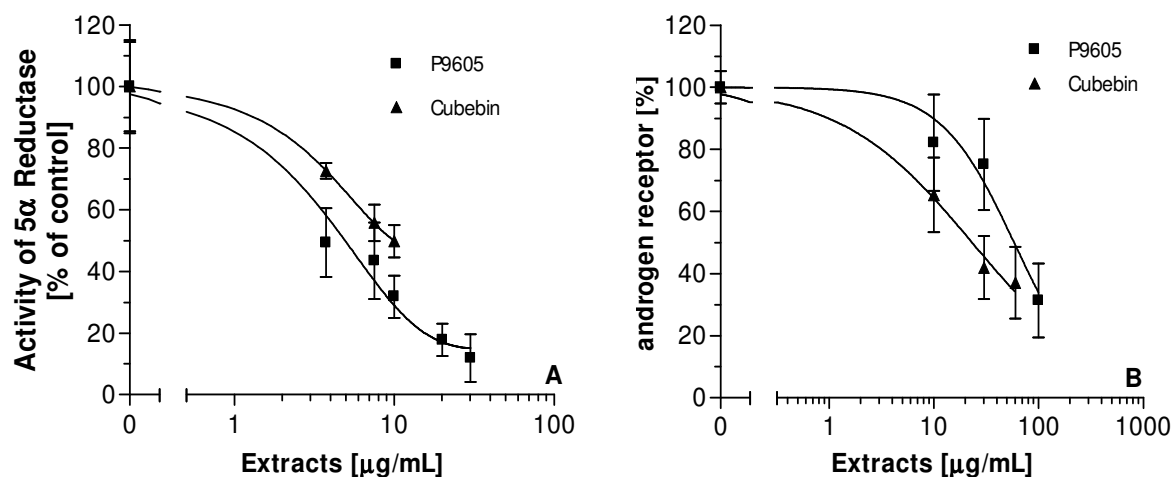 Activity of 5α Reductase
[% of control]
120
100
80
60
40
20
0
P9605
Cubebin
A
0
1
10
100
Extracts [µg/mL]
androgen receptor [%]
120
100
80
60
40
20
0
P9605
Cubebin
B
0
1
10
100
1000
Extracts [µg/mL]